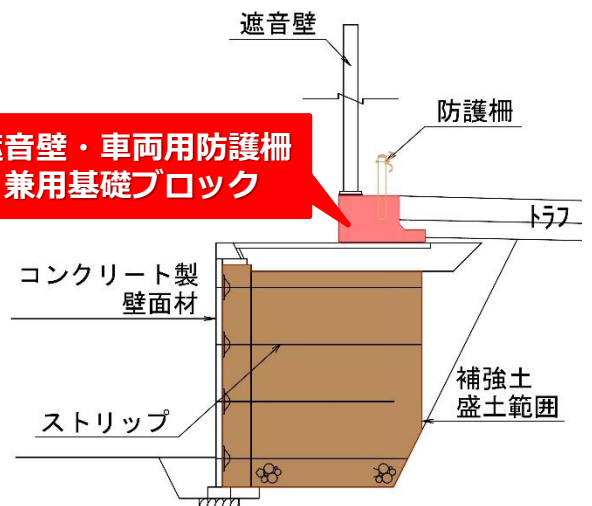 遮音壁
防護柵
音壁・車両用防護柵
兼用基礎ブロック
トラフ
コンクリート製
壁面材
補強土
盛土範囲
ストリップ